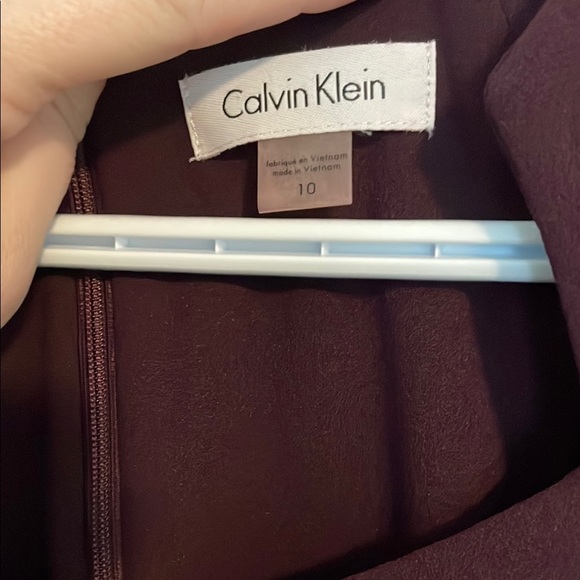 Calvin Klein
fabriqué en Vietnam
made in Vietnam
10